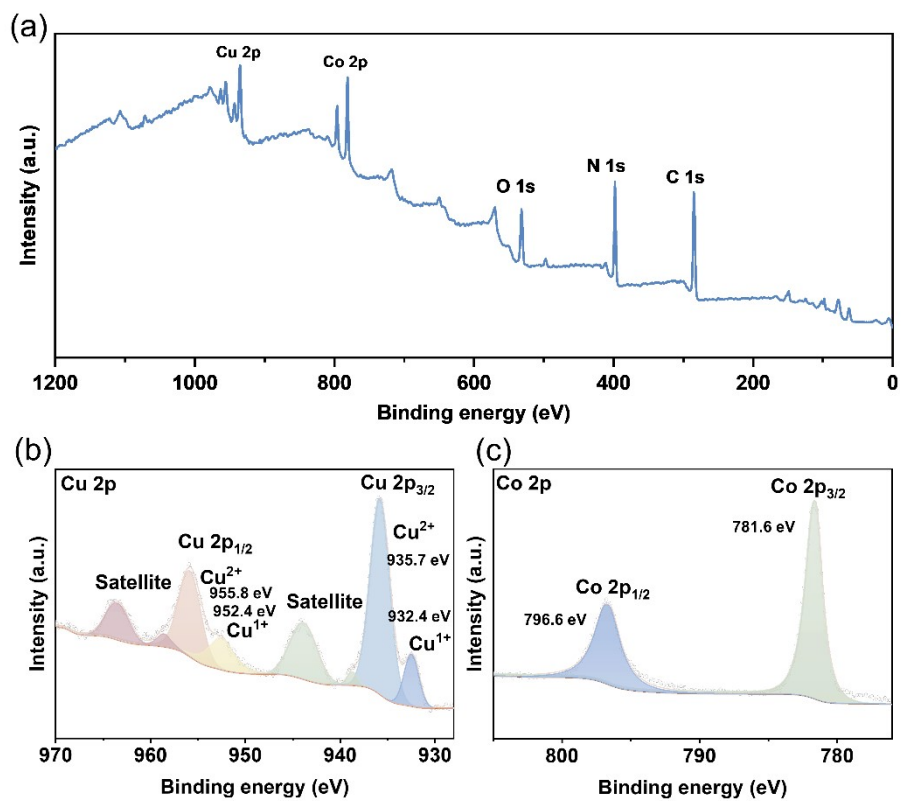 (a)
Cu 2p
Co 2p
O 1s
N 1s
C 1s
Intensity (a.u.)
1200 1000 800 600 400 200 0
Binding energy (eV)
(b)
Cu 2p
Cu 2p3/2
Cu2+
935.7 eV
Cu 2p1/2
Cu2+
955.8 eV
952.4 eV
Cu1+
Satellite
Satellite
932.4 eV
Cu1+
Intensity (a.u.)
970 960 950 940 930
Binding energy (eV)
(c)
Co 2p
Co 2p3/2
781.6 eV
Co 2p1/2
796.6 eV
Intensity (a.u.)
800 790 780
Binding energy (eV)